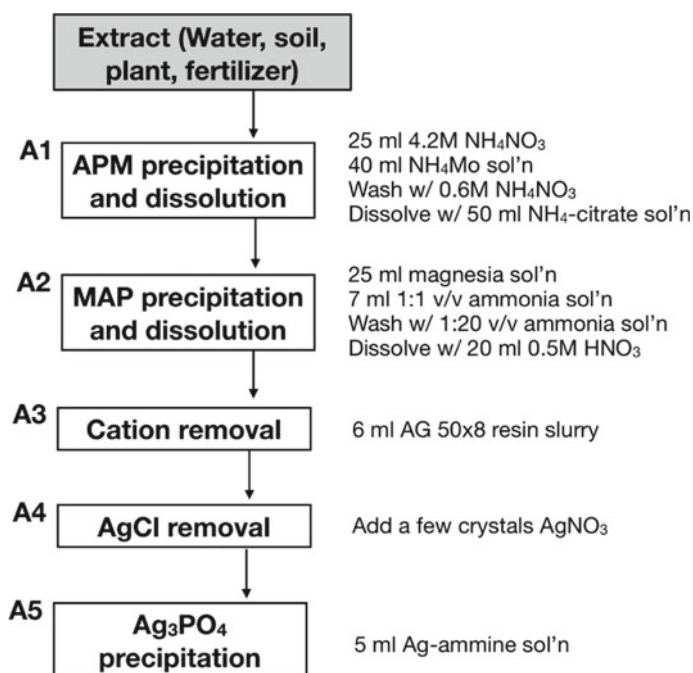 Extract (Water, soil,
plant, fertilizer)
A1
APM precipitation
and dissolution
25 ml 4.2M NH₄NO₃
40 ml NH₄Mo sol'n
Wash w/ 0.6M NH₄NO₃
Dissolve w/ 50 ml NH₄-citrate sol'n
A2
MAP precipitation
and dissolution
25 ml magnesia sol'n
7 ml 1:1 v/v ammonia sol'n
Wash w/ 1:20 v/v ammonia sol'n
Dissolve w/ 20 ml 0.5M HNO₃
A3
Cation removal
6 ml AG 50x8 resin slurry
A4
AgCl removal
Add a few crystals AgNO₃
A5
Ag₃PO₄
precipitation
5 ml Ag-ammine sol'n